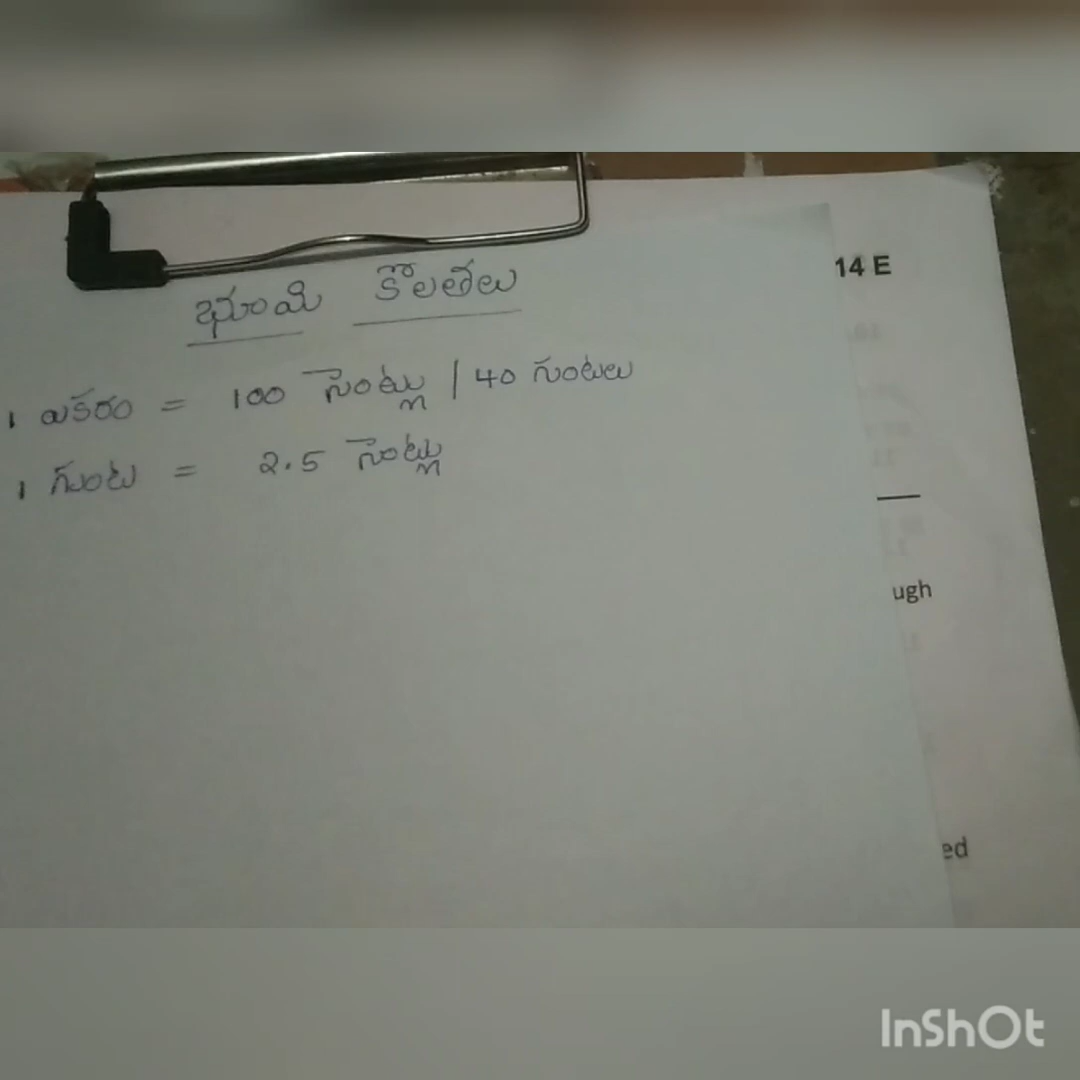 భూమి కొలతలు
1 ఎకరం = 100 సెంట్లు / 40 గుంటలు
1 గుంట = 2.5 సెంట్లు
14 E
ugh
ed
InShOt